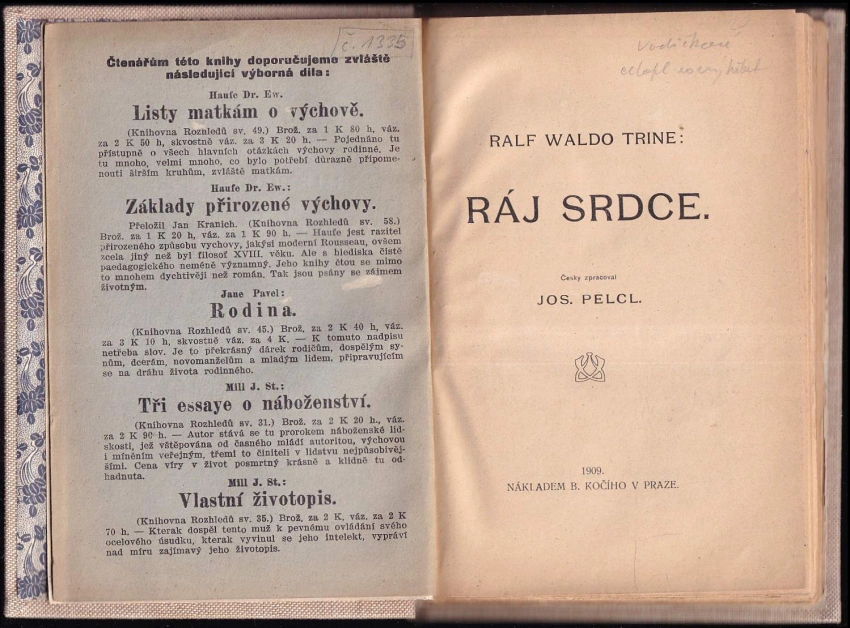 č. 1335
Čtenářům této knihy doporučujeme zvláště
následující výborná díla:
Haufe Dr. Ew.
Listy matkám o výchově.
(Knihovna Rozhledů sv. 49.) Brož. za 1 K 80 h, váz.
za 2 K 50 h, skvostně váz. za 3 K 20 h. — Pojednáno tu
přístupně o všech hlavních otázkách výchovy rodinné. Je
tu mnoho, velmi mnoho, co bylo potřebí důrazně připome-
nouti širším kruhům, zvláště matkám.
Haufe Dr. Ew.:
Základy přirozené výchovy.
Přeložil Jan Kranich. (Knihovna Rozhledů sv. 58.)
Brož. za 1 K 20 h, váz. za 1 K 90 h. — Haufe jest razitel
přirozeného způsobu vychovy, jakýsi moderní Rousseau, ovšem
zcela jiný než byl filosof XVIII. věku. Ale s hlediska čistě
paedagogického neméně významný. Jeho knihy čtou se mimo
to mnohem dychtivěji než román. Tak jsou psány se zájmem
životným.
Jane Pavel:
Rodina.
(Knihovna Rozhledů sv. 45.) Brož. za 2 K 40 h, váz.
za 3 K 10 h, skvostně váz. za 4 K. — K tomuto nadpisu
netřeba slov. Je to překrásný dárek rodičům, dospělým sy-
nům, dcerám, novomanželům a mladým lidem, připravujícím
se na dráhu života rodinného.
Mill J. St.:
Tři essaye o náboženství.
(Knihovna Rozhledů sv. 31.) Brož. za 2 K 20 h., váz.
za 2 K 90 h. — Autor stává se tu prorokem náboženské lid-
skosti, jež vštěpována od časného mládí autoritou, výchovou
i míněním veřejným, třemi to činiteli v lidstvu nejpůsobivěj-
šími. Cena víry v život posmrtný krásně a klidně tu od-
hadnuta.
Mill J. St.:
Vlastní životopis.
(Knihovna Rozhledů sv. 35.) Brož. za 2 K, váz. za 2 K
70 h. — Kterak dospěl tento muž k pevnému ovládání svého
ocelového úsudku, kterak vyvinul se jeho intelekt, vypráví
nad míru zajímavý jeho životopis.
RALF WALDO TRINE:
RÁJ SRDCE.
Česky zpracoval
JOS. PELCL.
1909.
NÁKLADEM B. KOČÍHO V PRAZE.